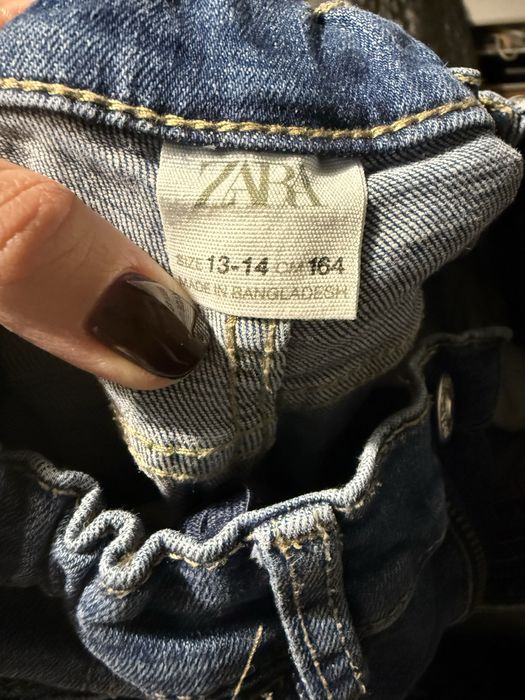 ZARA
SIZE 13-14 CM 164
MADE IN BANGLADESH